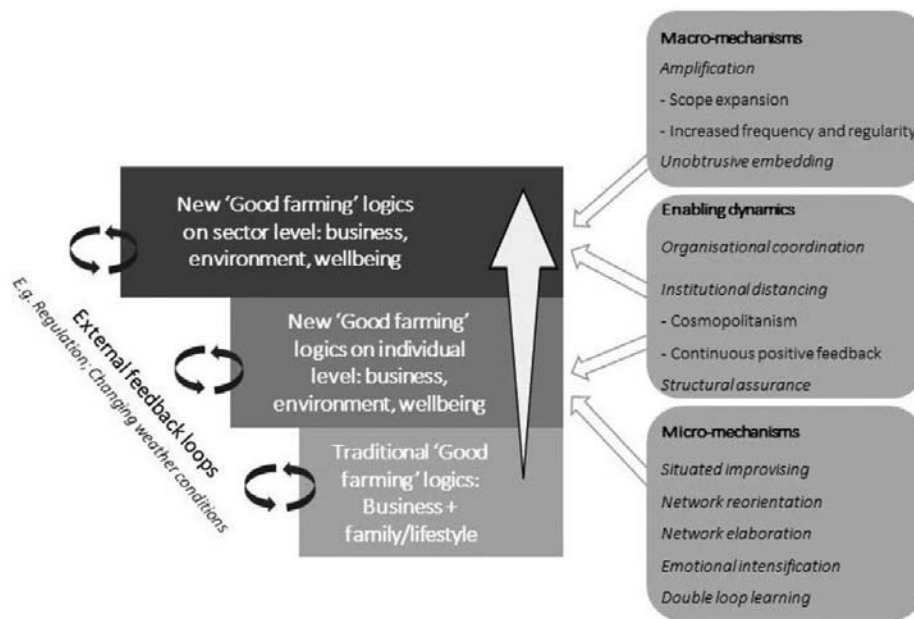 New 'Good farming' logics
on sector level: business,
environment, wellbeing
New 'Good farming'
logics on individual
level: business,
environment, wellbeing
Traditional 'Good
farming' logics:
Business +
family/lifestyle
External feedback loops
E.g. Regulation; Changing weather conditions
Macro-mechanisms
Amplification
- Scope expansion
- Increased frequency and regularity
Unobtrusive embedding
Enabling dynamics
Organisational coordination
Institutional distancing
- Cosmopolitanism
- Continuous positive feedback
Structural assurance
Micro-mechanisms
Situated improvising
Network reorientation
Network elaboration
Emotional intensification
Double loop learning